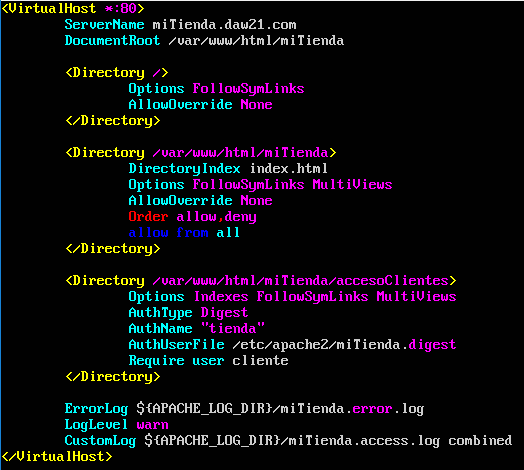 <VirtualHost *:80>
ServerName miTienda.daw21.com
DocumentRoot /var/www/html/miTienda
<Directory />
Options FollowSymLinks
AllowOverride None
</Directory>
<Directory /var/www/html/miTienda>
DirectoryIndex index.html
Options FollowSymLinks MultiViews
AllowOverride None
Order allow,deny
allow from all
</Directory>
<Directory /var/www/html/miTienda/accesoClientes>
Options Indexes FollowSymLinks MultiViews
AuthType Digest
AuthName "tienda"
AuthUserFile /etc/apache2/miTienda.digest
Require user cliente
</Directory>
ErrorLog ${APACHE_LOG_DIR}/miTienda.error.log
LogLevel warn
CustomLog ${APACHE_LOG_DIR}/miTienda.access.log combined
</VirtualHost>